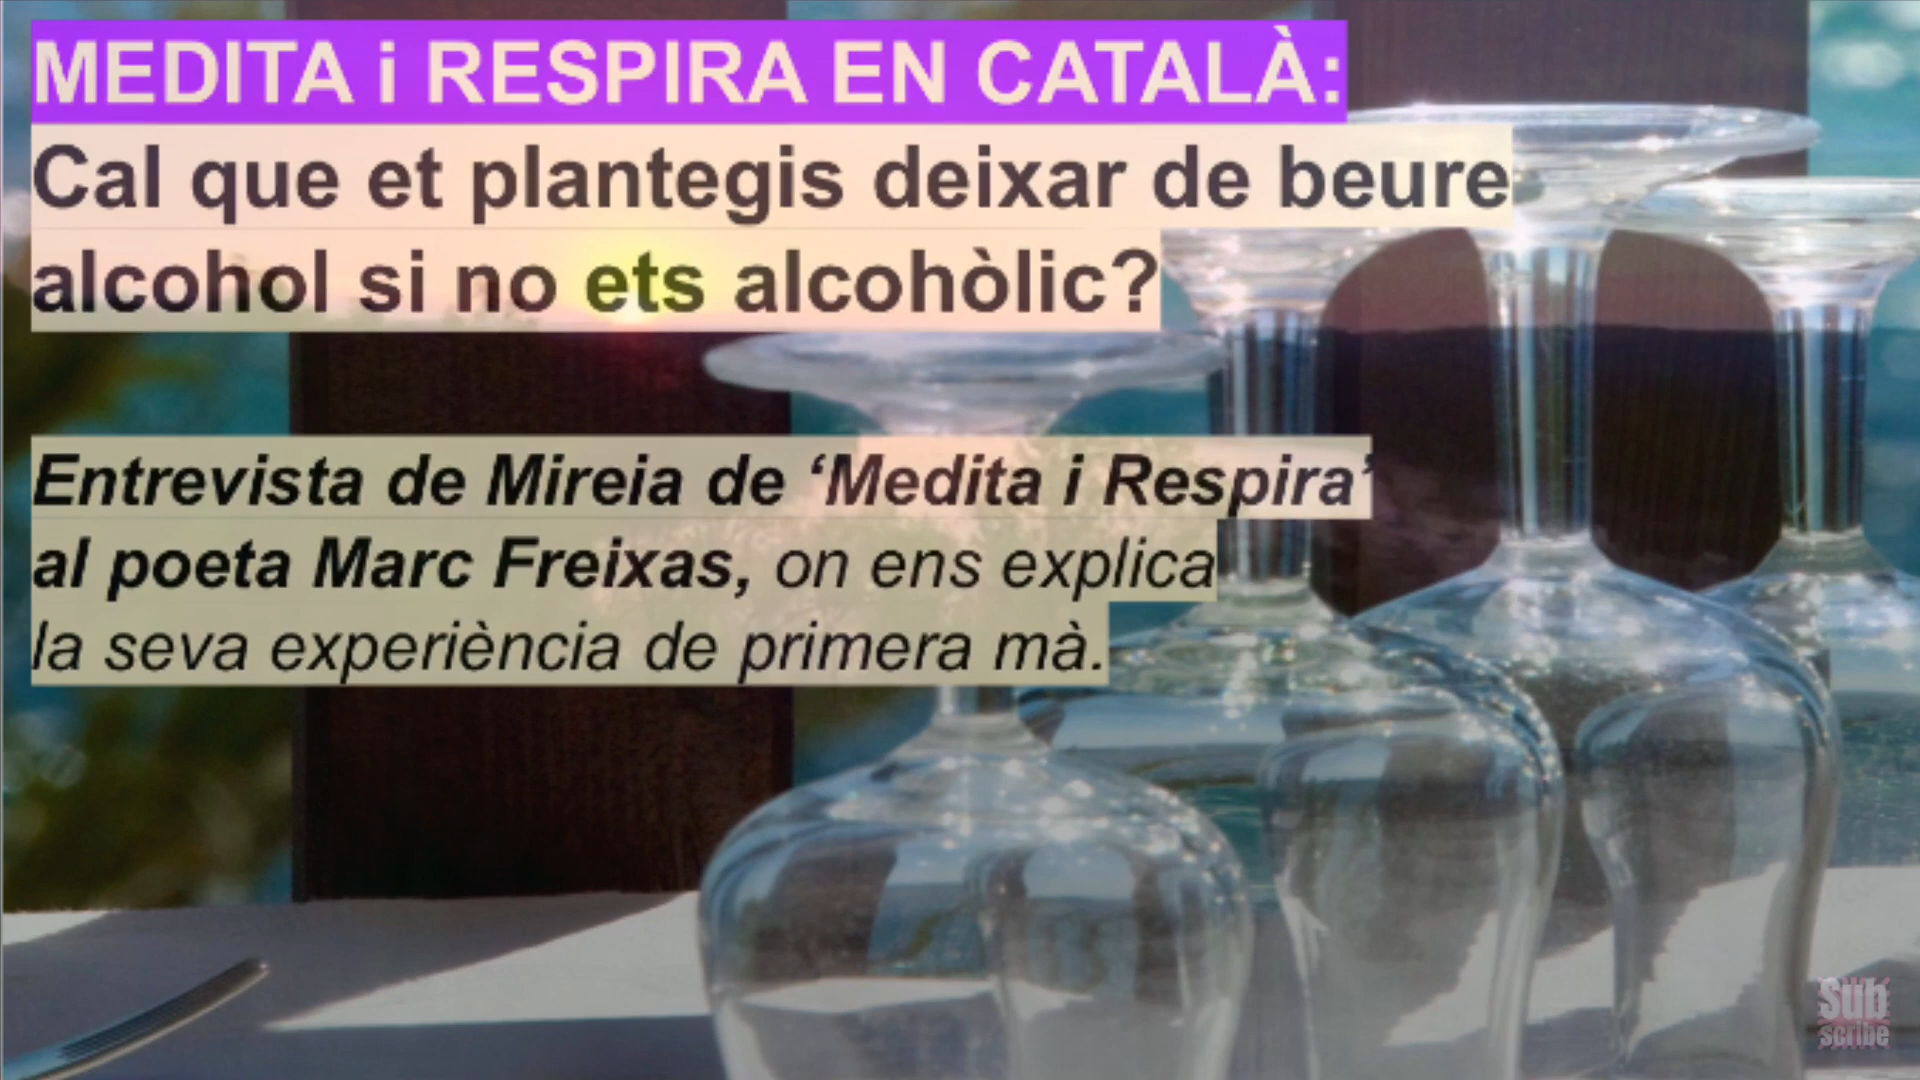 MEDITA i RESPIRA EN CATALÀ:
Cal que et plantegis deixar de beure
alcohol si no ets alcohòlic?
Entrevista de Mireia de ‘Medita i Respira’
al poeta Marc Freixas, on ens explica
la seva experiència de primera mà.
Sub
scribe